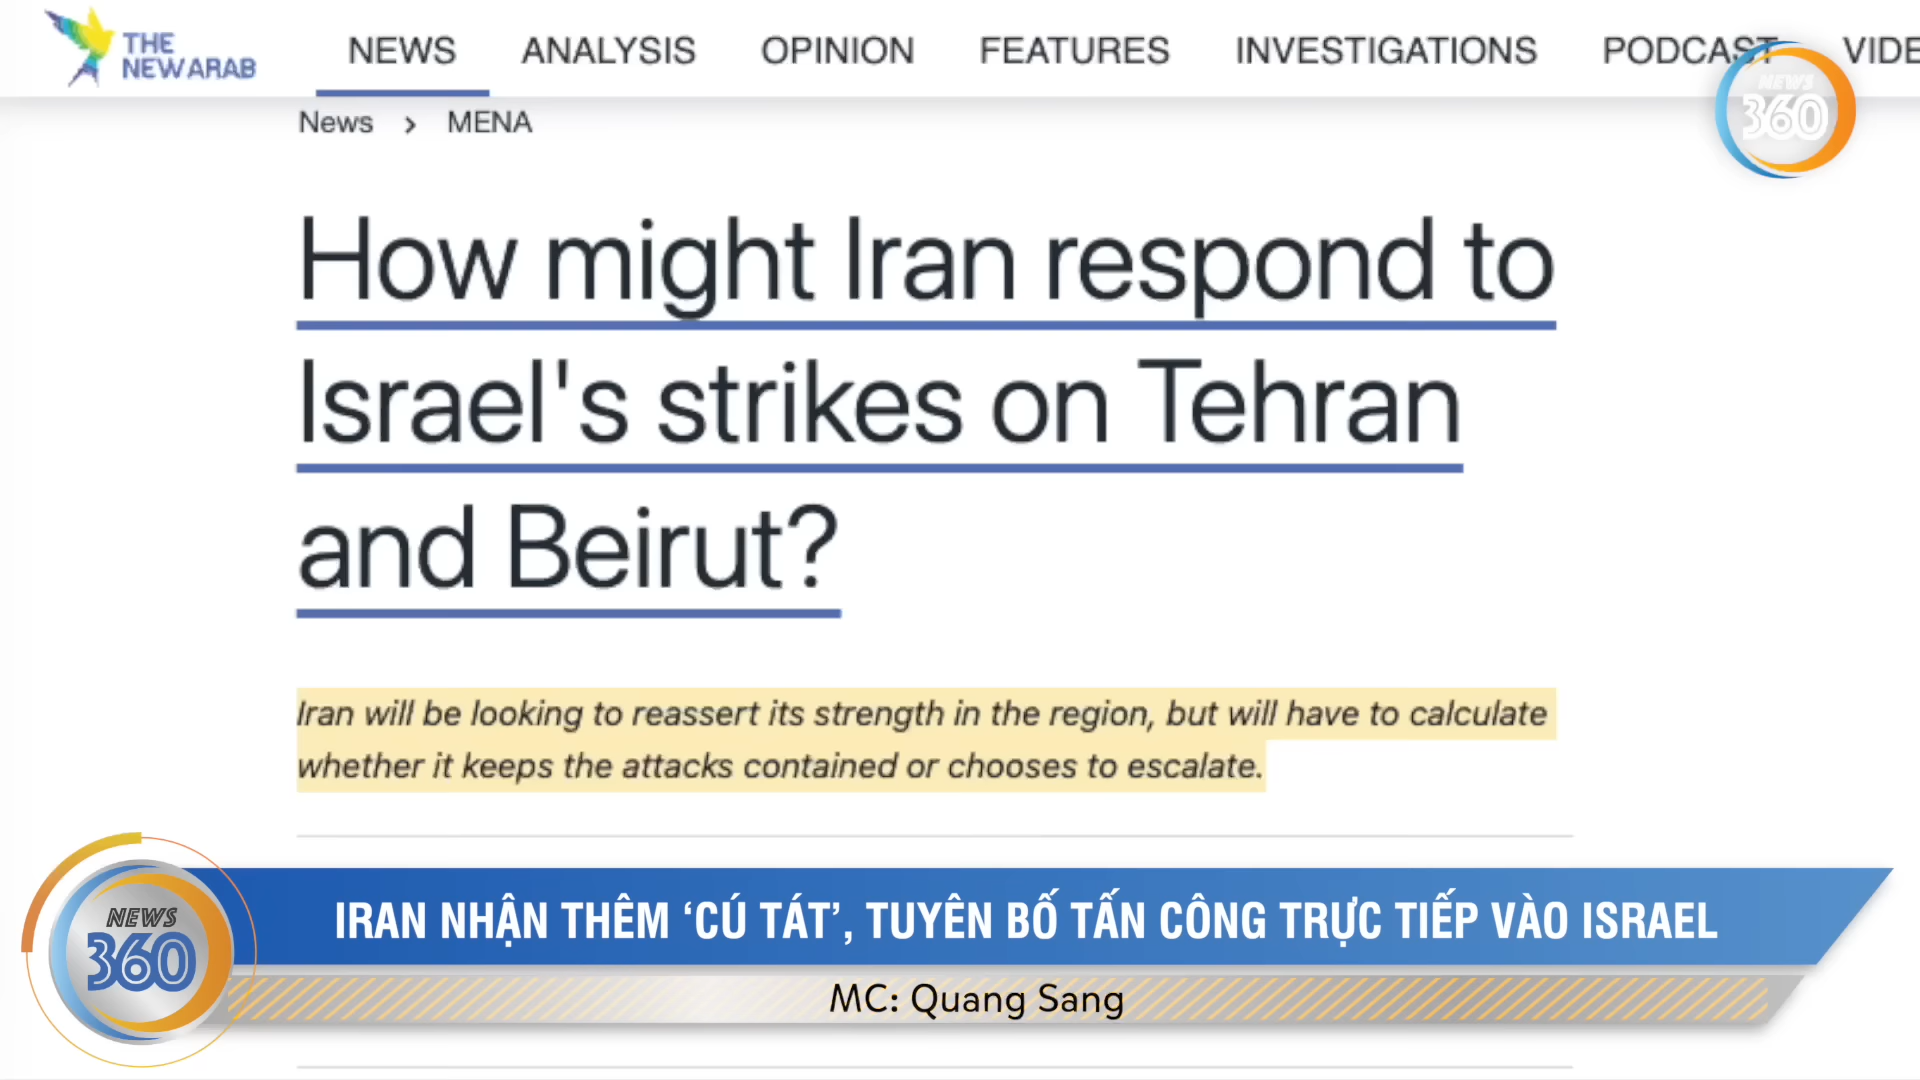 THE
NEW ARAB
NEWS ANALYSIS OPINION FEATURES INVESTIGATIONS PODCAST VIDE
NEWS
360
News > MENA
How might Iran respond to
Israel's strikes on Tehran
and Beirut?
Iran will be looking to reassert its strength in the region, but will have to calculate
whether it keeps the attacks contained or chooses to escalate.
NEWS
360
IRAN NHẬN THÊM ‘CÚ TÁT’, TUYÊN BỐ TẤN CÔNG TRỰC TIẾP VÀO ISRAEL
MC: Quang Sang